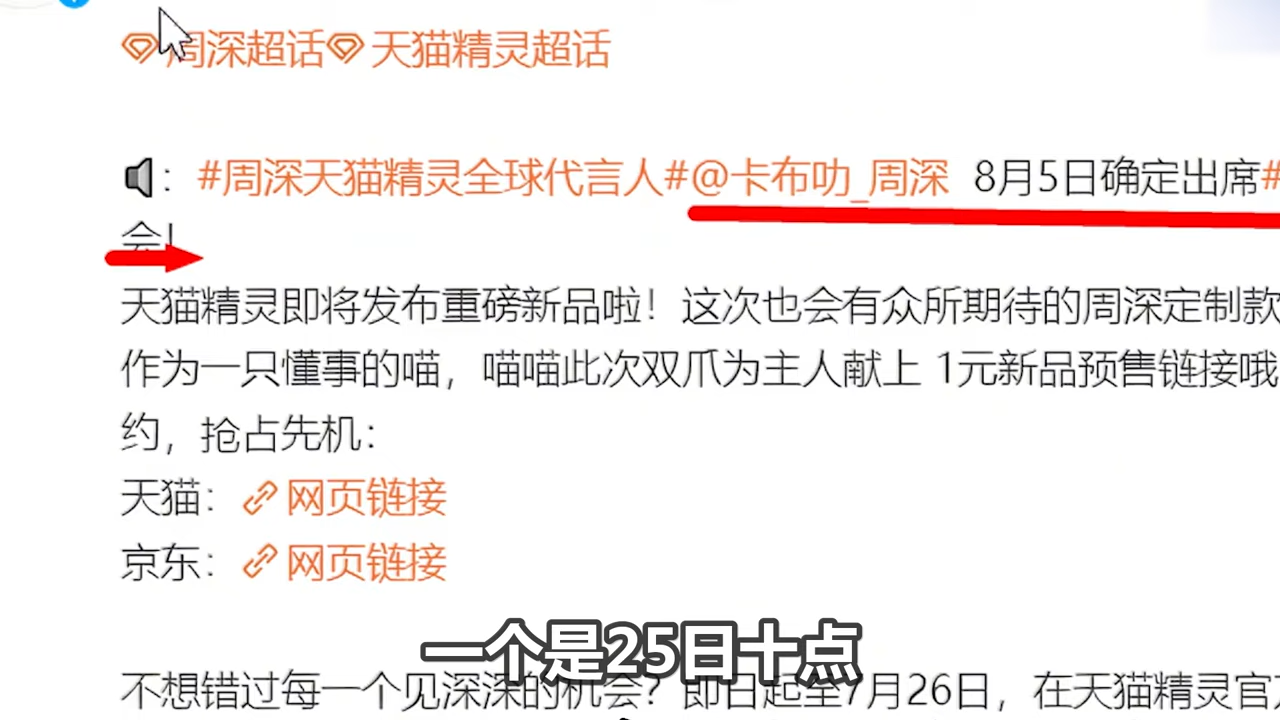 周深超话 天猫精灵超话
: #周深天猫精灵全球代言人#@卡布叻_周深 8月5日确定出席#
会!
天猫精灵即将发布重磅新品啦！这次也会有众所期待的周深定制款
作为一只懂事的喵，喵喵此次双爪为主人献上 1元新品预售链接哦
约，抢占先机：
天猫： 网页链接
京东： 网页链接
一个是25日十点
不想错过每一个见深深的机会？即日起至7月26日，在天猫精灵官